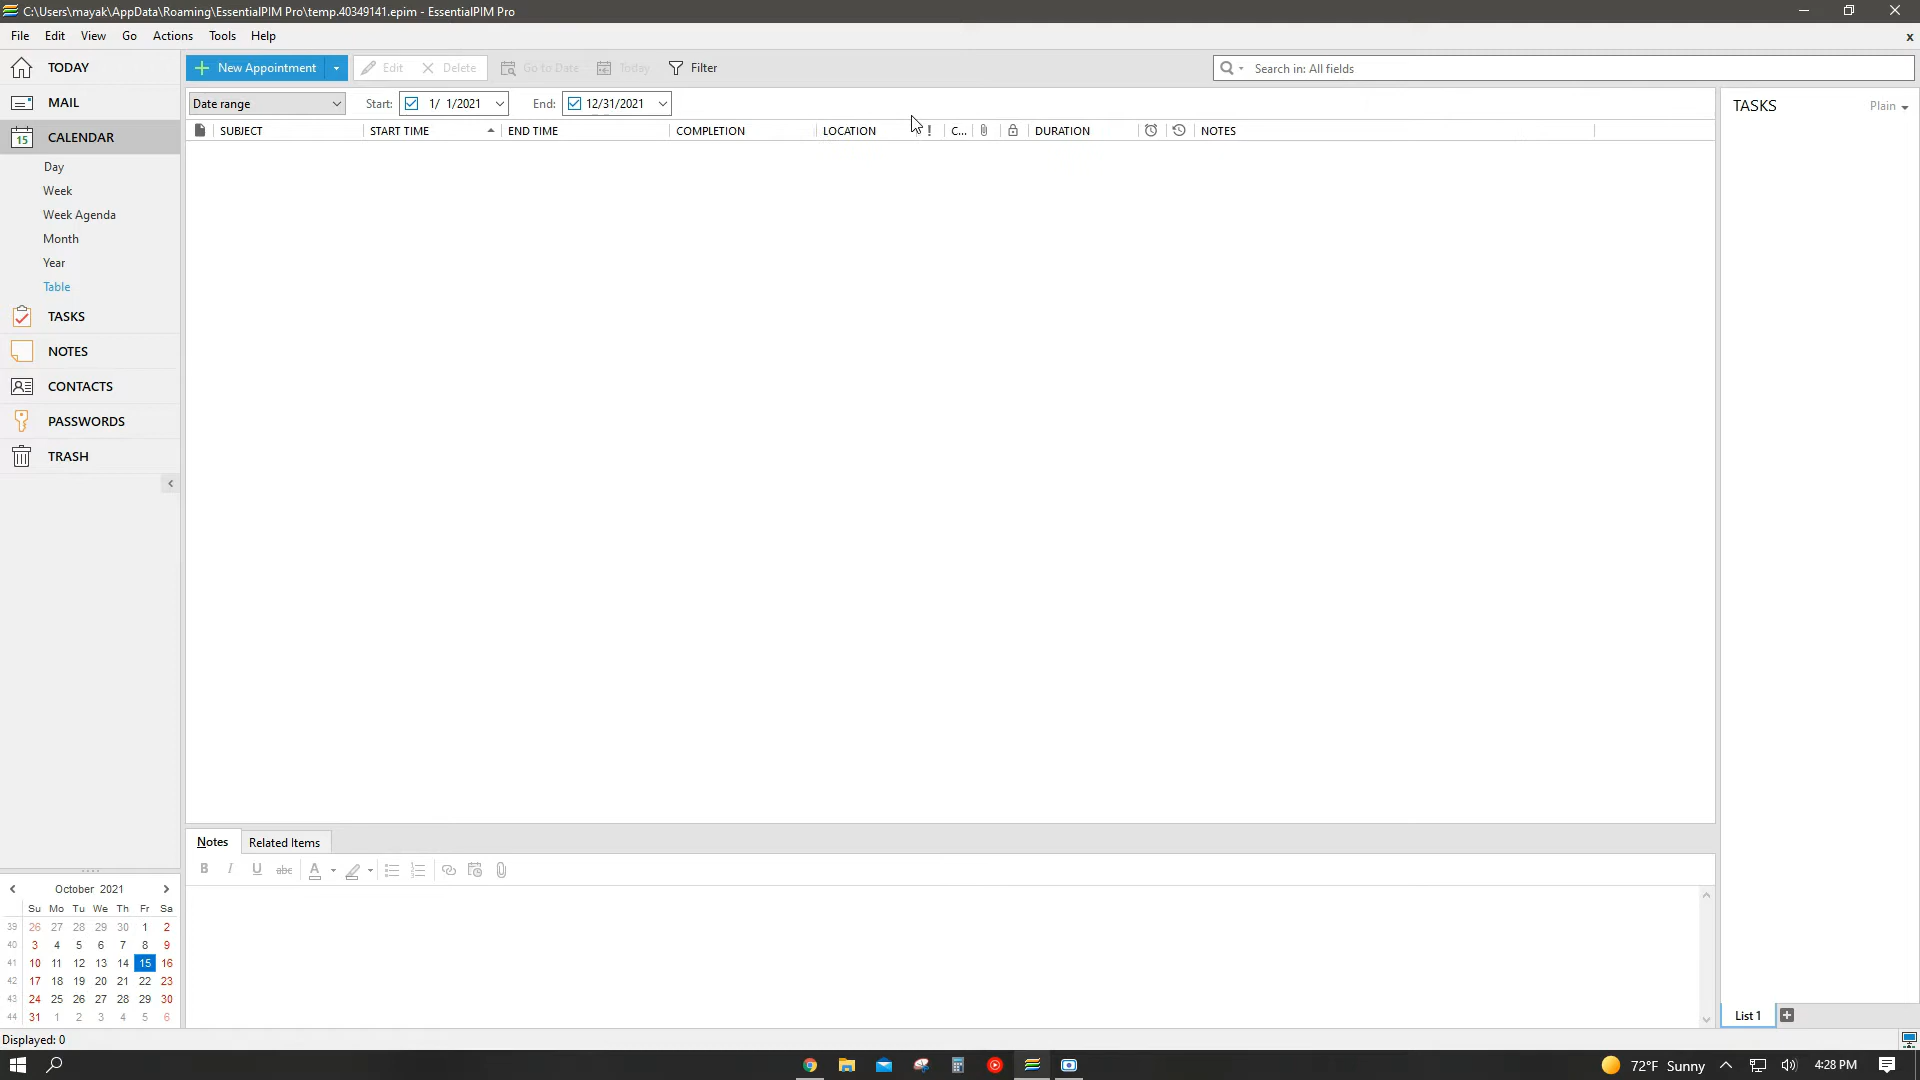 C:\Users\mayak\AppData\Roaming\EssentialPIM Pro\temp.40349141.epim - EssentialPIM Pro
File Edit View Go Actions Tools Help x
TODAY
MAIL
CALENDAR
15
Day
Week
Week Agenda
Month
Year
Table
TASKS
NOTES
CONTACTS
PASSWORDS
TRASH
New Appointment Edit Delete Go to Date Today Filter Search in: All fields
Date range Start: 1/ 1/2021 End: 12/31/2021
SUBJECT START TIME END TIME COMPLETION LOCATION ! C... DURATION NOTES
TASKS Plain
Notes Related Items
B I U abc A
List 1
October 2021
Su Mo Tu We Th Fr Sa
39 26 27 28 29 30 1 2
40 3 4 5 6 7 8 9
41 10 11 12 13 14 15 16
42 17 18 19 20 21 22 23
43 24 25 26 27 28 29 30
44 31 1 2 3 4 5 6
Displayed: 0
72°F Sunny 4:28 PM